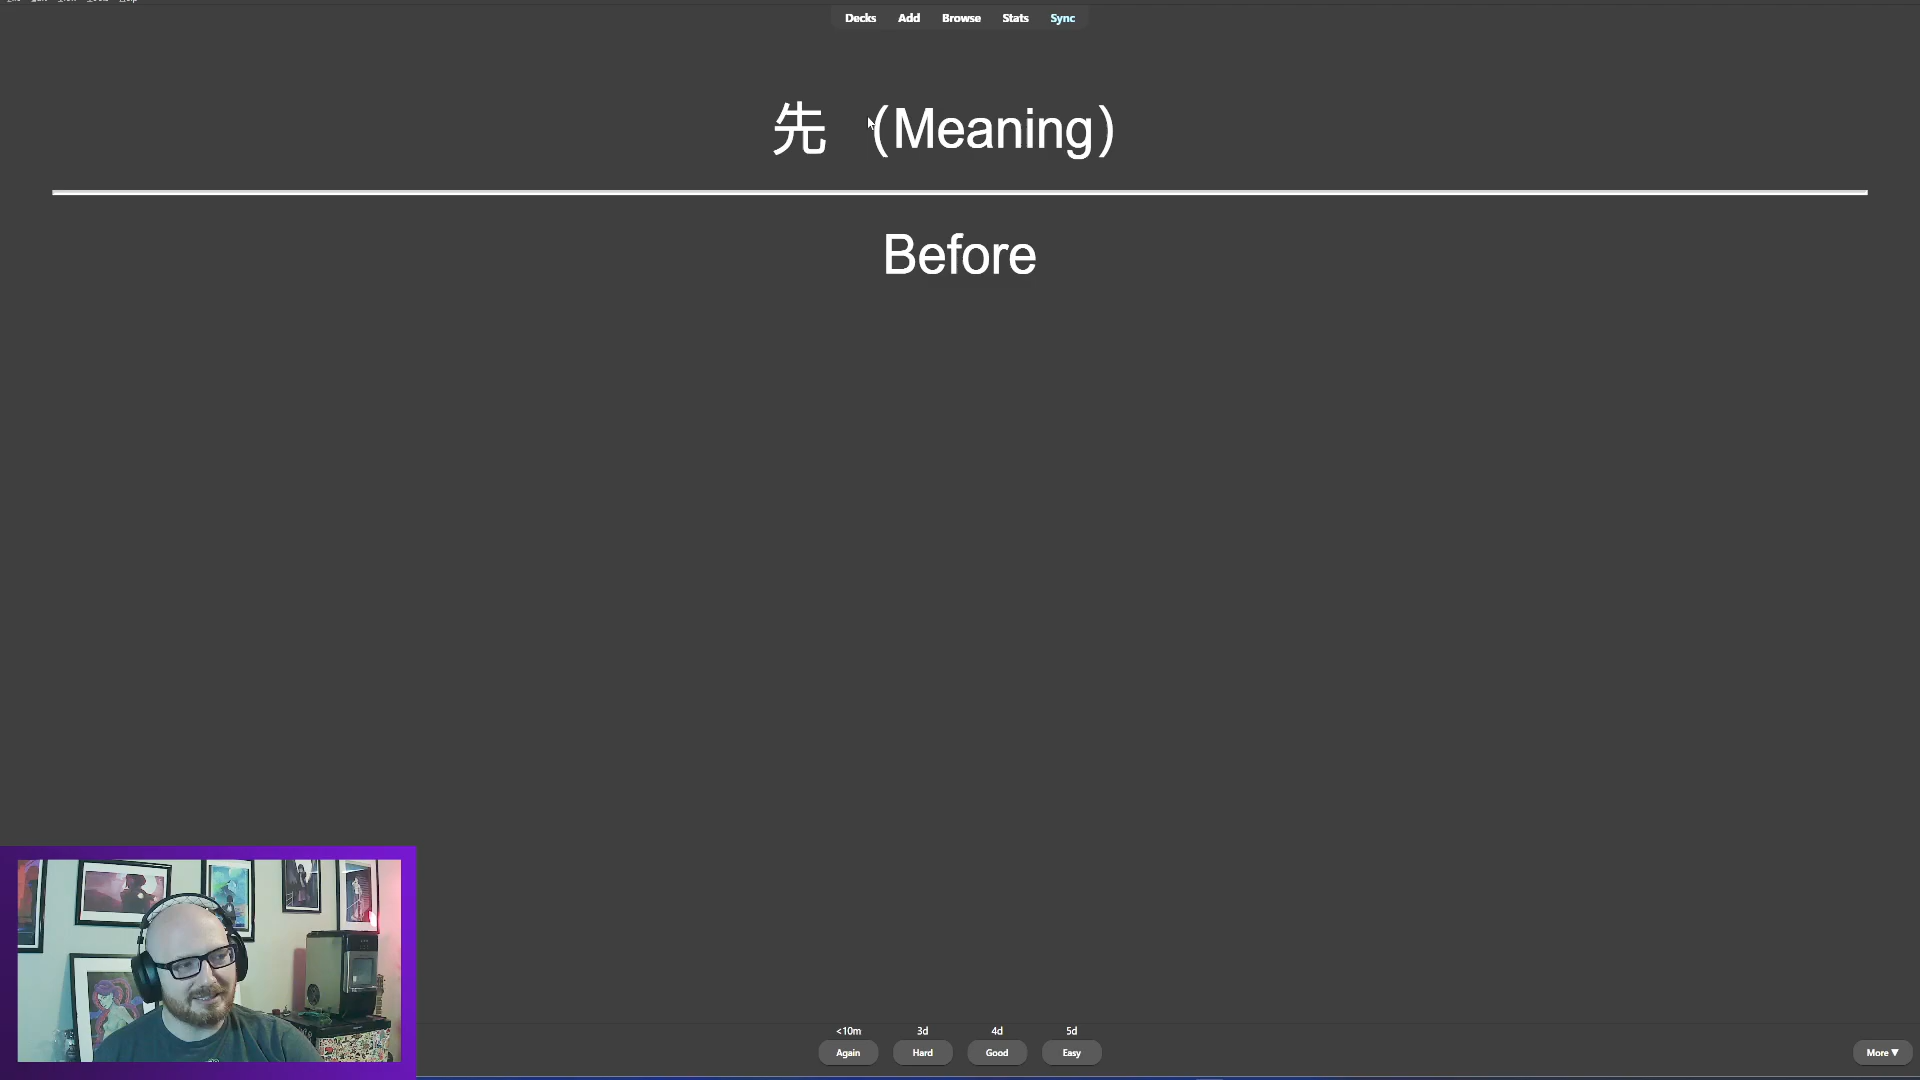 Decks Add Browse Stats Sync
先 (Meaning)
Before
<10m 3d 4d 5d
Again Hard Good Easy More ▼